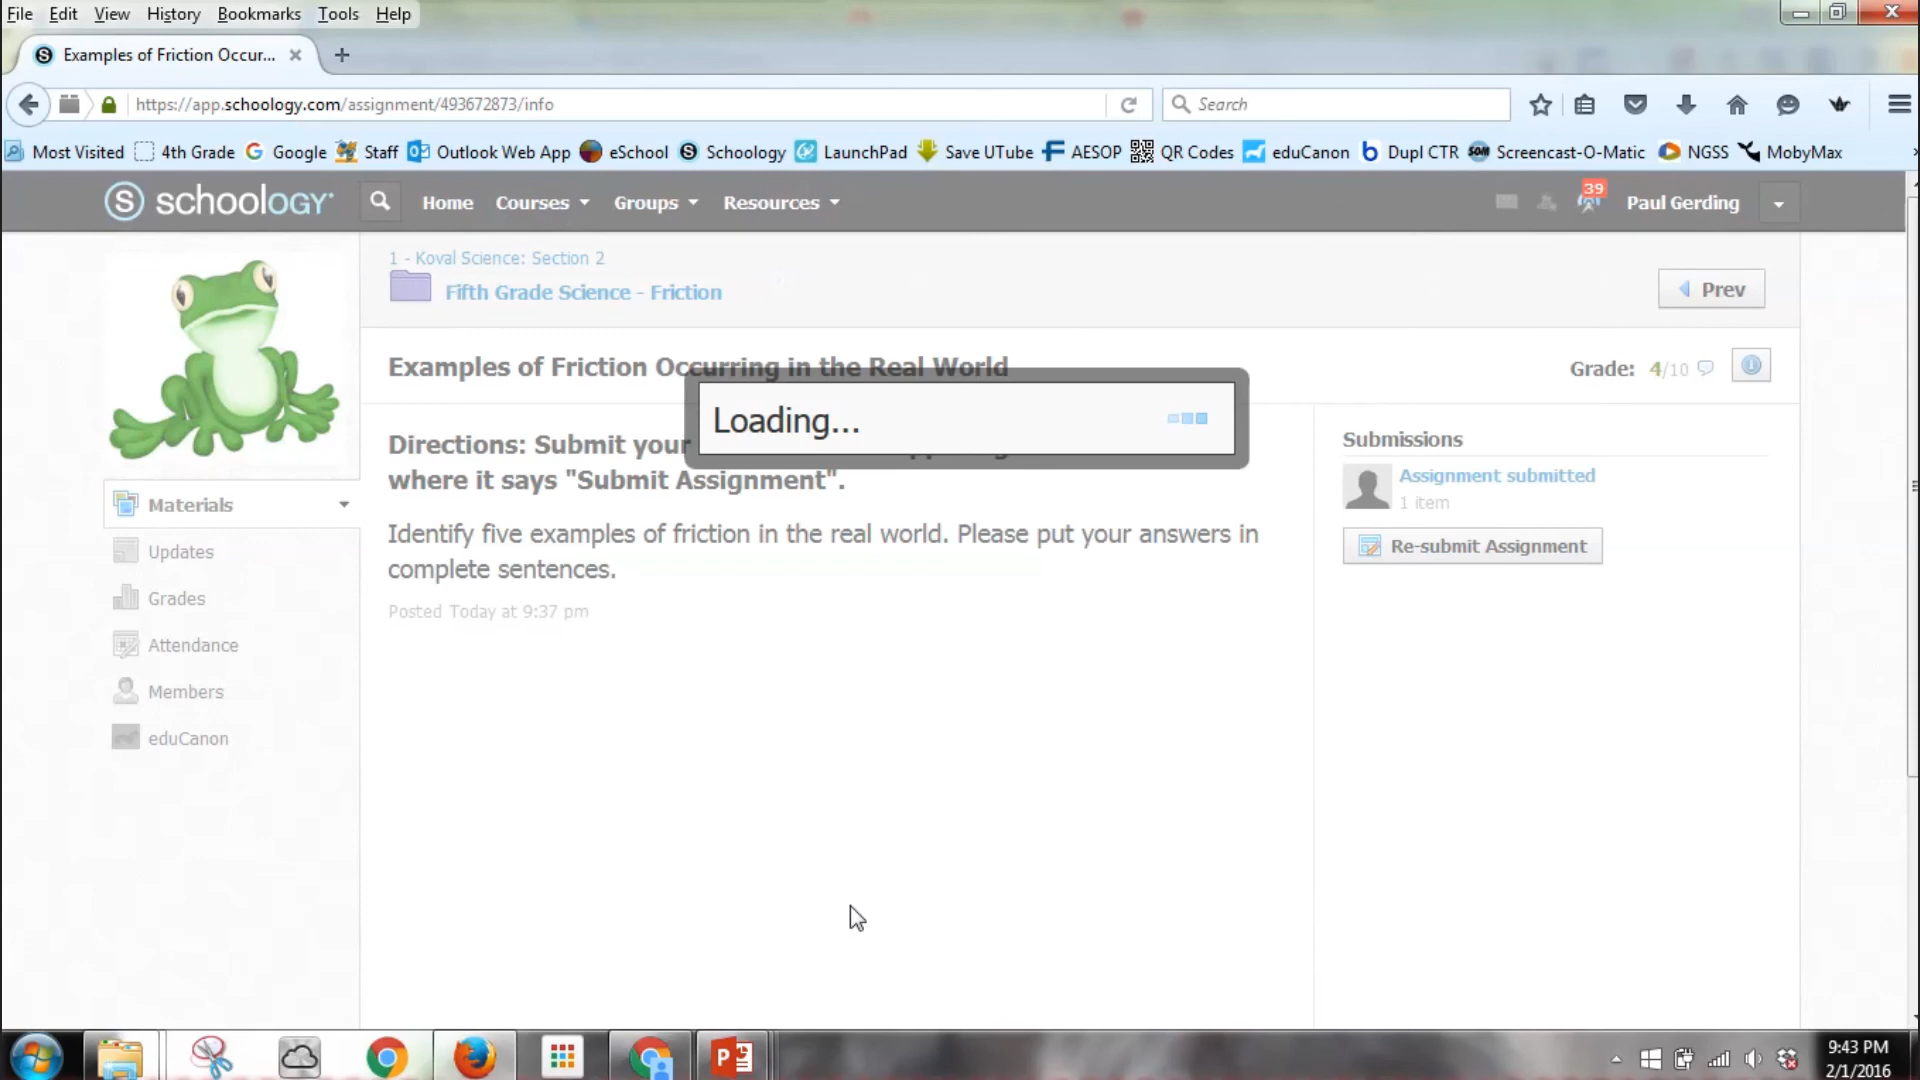 File Edit View History Bookmarks Tools Help
Examples of Friction Occur...
https://app.schoology.com/assignment/493672873/info
Search
Most Visited 4th Grade Google Staff Outlook Web App eSchool Schoology LaunchPad Save UTube AESOP QR Codes eduCanon Dupl CTR Screencast-O-Matic NGSS MobyMax
schoology Home Courses Groups Resources 39 Paul Gerding
1 - Koval Science: Section 2
Fifth Grade Science - Friction
Prev
Examples of Friction Occurring in the Real World
Grade: 4/10
Loading...
Directions: Submit your
where it says "Submit Assignment".
Identify five examples of friction in the real world. Please put your answers in
complete sentences.
Posted Today at 9:37 pm
Submissions
Assignment submitted
1 item
Re-submit Assignment
Materials
Updates
Grades
Attendance
Members
eduCanon
9:43 PM
2/1/2016